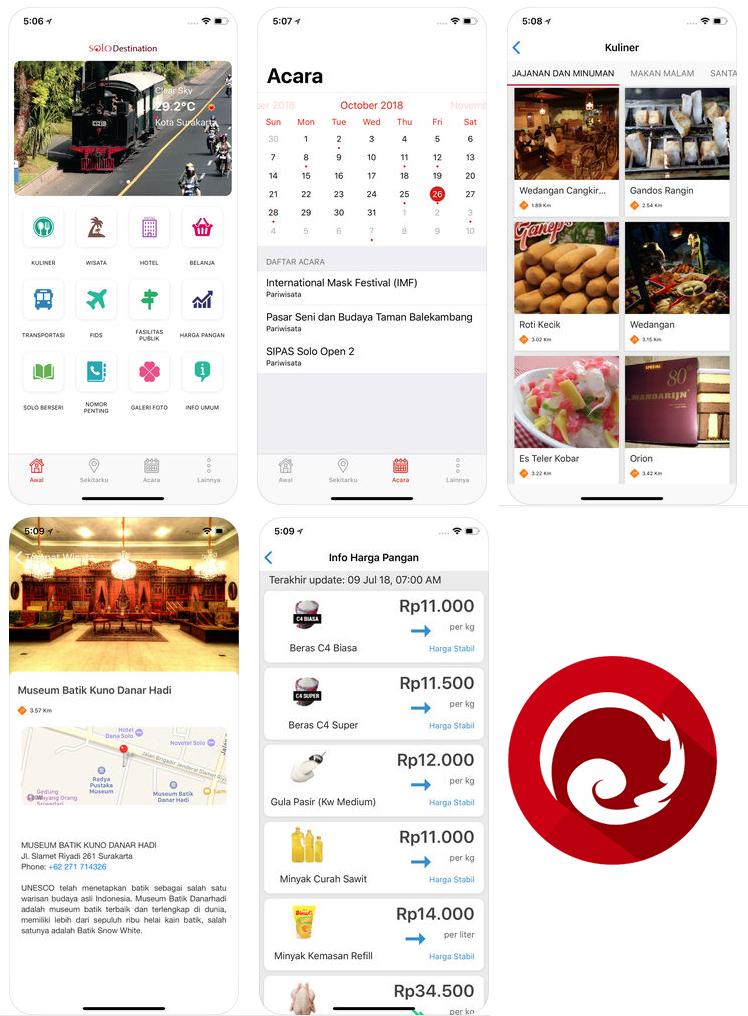 5:06
SOLO Destination
Clear Sky
29.2°C
Kota Surakarta
KULINER
WISATA
HOTEL
BELANJA
TRANSPORTASI
FIDS
FASILITAS PUBLIK
HARGA PANGAN
SOLO BERSERI
NOMOR PENTING
GALERI FOTO
INFO UMUM
Awal
Sekitarku
Acara
Lainnya
5:07
Acara
er 2018 October 2018 Novemb
Sun Mon Tue Wed Thu Fri Sat
30 1 2 3 4 5 6
7 8 9 10 11 12 13
14 15 16 17 18 19 20
21 22 23 24 25 26 27
28 29 30 31 1 2 3
4 5 6 7 8 9 10
DAFTAR ACARA
International Mask Festival (IMF)
Pariwisata
Pasar Seni dan Budaya Taman Balekambang
Pariwisata
SIPAS Solo Open 2
Pariwisata
Awal
Sekitarku
Acara
Lainnya
5:08
Kuliner
JAJANAN DAN MINUMAN MAKAN MALAM SANTA
Wedangan Cangkir...
1.89 Km
Gandos Rangin
2.54 Km
Ganep's
Roti Kecik
3.02 Km
Wedangan
3.15 Km
Es Teler Kobar
3.22 Km
SPECIAL
80
MANDARIJN
Orion
3.42 Km
5:09
Tempat Wisata
Museum Batik Kuno Danar Hadi
3.57 Km
Hotel
Dana Solo
Novotel Solo
Jalan Brigadir Jenderal Slamet Riy
Radya
Pustaka
Museum
Museum Batik
Danar Hadi
Gedung
Wayang Orang
Sriwedari
MUSEUM BATIK KUNO DANAR HADI
Jl. Slamet Riyadi 261 Surakarta
Phone: +62 271 714326
UNESCO telah menetapkan batik sebagai salah satu
warisan budaya asli Indonesia. Museum Batik Danarhadi
adalah museum batik terbaik dan terlengkap di dunia,
memiliki lebih dari sepuluh ribu helai kain batik, salah
satunya adalah Batik Snow White.
5:09
Info Harga Pangan
Terakhir update: 09 Jul 18, 07:00 AM
C4 BIASA
Beras C4 Biasa
Rp11.000
per kg
Harga Stabil
C4 SUPER
Beras C4 Super
Rp11.500
per kg
Harga Stabil
Gula Pasir (Kw Medium)
Rp12.000
per kg
Harga Stabil
Minyak Curah Sawit
Rp11.000
per kg
Harga Stabil
Minyak Kemasan Refill
Rp14.000
per liter
Harga Stabil
Rp34.500
per kg